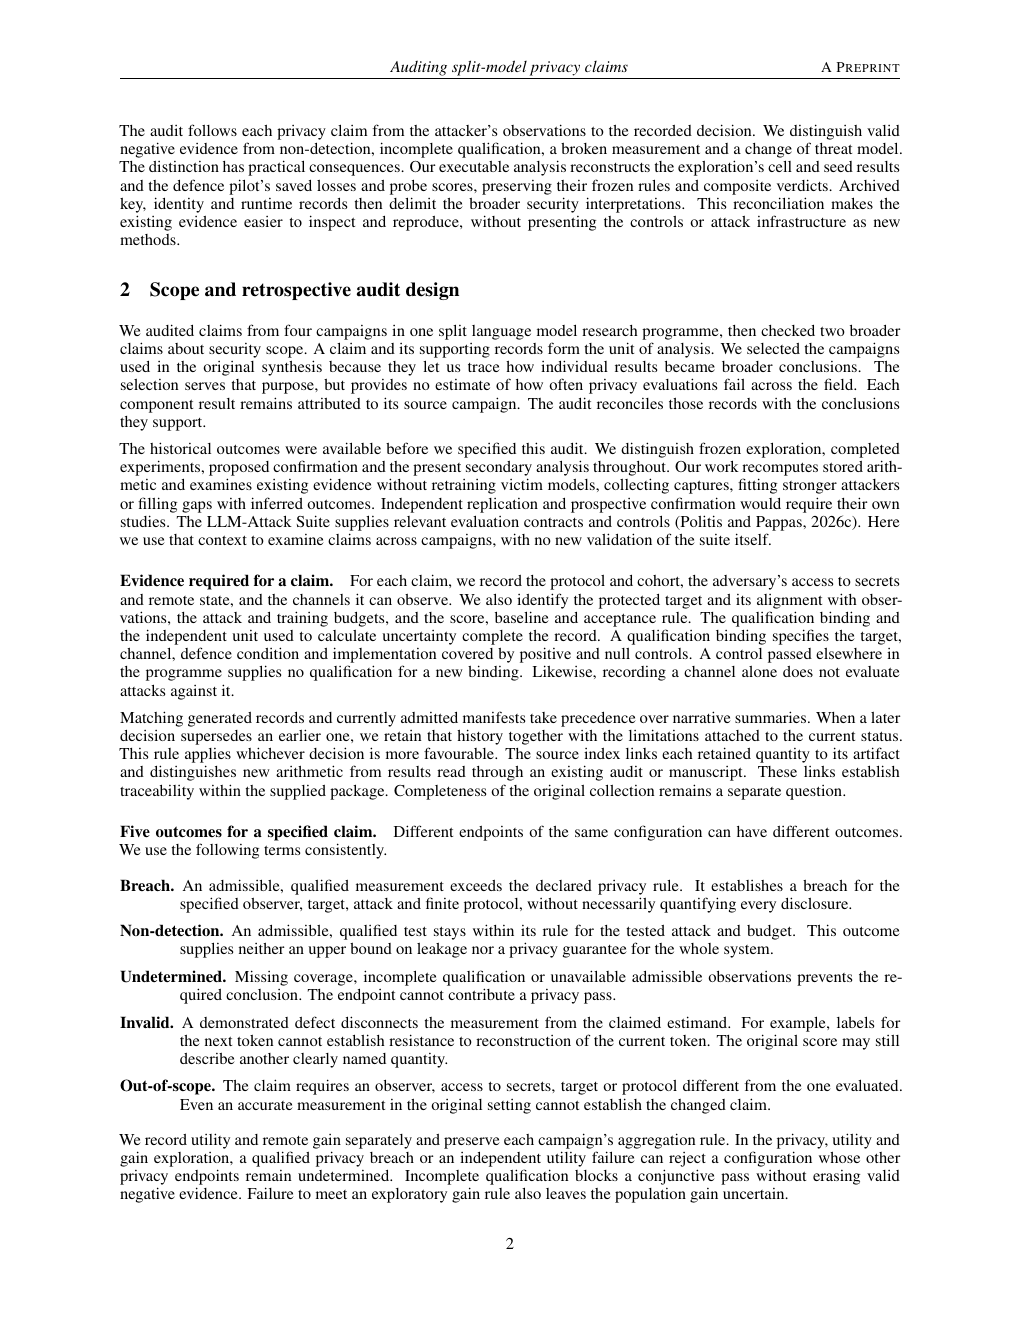 Auditing split-model privacy claims
A PREPRINT
The audit follows each privacy claim from the attacker's observations to the recorded decision. We distinguish valid
negative evidence from non-detection, incomplete qualification, a broken measurement and a change of threat model.
The distinction has practical consequences. Our executable analysis reconstructs the exploration's cell and seed results
and the defence pilot's saved losses and probe scores, preserving their frozen rules and composite verdicts. Archived
key, identity and runtime records then delimit the broader security interpretations. This reconciliation makes the
existing evidence easier to inspect and reproduce, without presenting the controls or attack infrastructure as new
methods.
2 Scope and retrospective audit design
We audited claims from four campaigns in one split language model research programme, then checked two broader
claims about security scope. A claim and its supporting records form the unit of analysis. We selected the campaigns
used in the original synthesis because they let us trace how individual results became broader conclusions. The
selection serves that purpose, but provides no estimate of how often privacy evaluations fail across the field. Each
component result remains attributed to its source campaign. The audit reconciles those records with the conclusions
they support.
The historical outcomes were available before we specified this audit. We distinguish frozen exploration, completed
experiments, proposed confirmation and the present secondary analysis throughout. Our work recomputes stored arith-
metic and examines existing evidence without retraining victim models, collecting captures, fitting stronger attackers
or filling gaps with inferred outcomes. Independent replication and prospective confirmation would require their own
studies. The LLM-Attack Suite supplies relevant evaluation contracts and controls (Politis and Pappas, 2026c). Here
we use that context to examine claims across campaigns, with no new validation of the suite itself.
Evidence required for a claim. For each claim, we record the protocol and cohort, the adversary's access to secrets
and remote state, and the channels it can observe. We also identify the protected target and its alignment with obser-
vations, the attack and training budgets, and the score, baseline and acceptance rule. The qualification binding and
the independent unit used to calculate uncertainty complete the record. A qualification binding specifies the target,
channel, defence condition and implementation covered by positive and null controls. A control passed elsewhere in
the programme supplies no qualification for a new binding. Likewise, recording a channel alone does not evaluate
attacks against it.
Matching generated records and currently admitted manifests take precedence over narrative summaries. When a later
decision supersedes an earlier one, we retain that history together with the limitations attached to the current status.
This rule applies whichever decision is more favourable. The source index links each retained quantity to its artifact
and distinguishes new arithmetic from results read through an existing audit or manuscript. These links establish
traceability within the supplied package. Completeness of the original collection remains a separate question.
Five outcomes for a specified claim. Different endpoints of the same configuration can have different outcomes.
We use the following terms consistently.
Breach. An admissible, qualified measurement exceeds the declared privacy rule. It establishes a breach for the
specified observer, target, attack and finite protocol, without necessarily quantifying every disclosure.
Non-detection. An admissible, qualified test stays within its rule for the tested attack and budget. This outcome
supplies neither an upper bound on leakage nor a privacy guarantee for the whole system.
Undetermined. Missing coverage, incomplete qualification or unavailable admissible observations prevents the re-
quired conclusion. The endpoint cannot contribute a privacy pass.
Invalid. A demonstrated defect disconnects the measurement from the claimed estimand. For example, labels for
the next token cannot establish resistance to reconstruction of the current token. The original score may still
describe another clearly named quantity.
Out-of-scope. The claim requires an observer, access to secrets, target or protocol different from the one evaluated.
Even an accurate measurement in the original setting cannot establish the changed claim.
We record utility and remote gain separately and preserve each campaign's aggregation rule. In the privacy, utility and
gain exploration, a qualified privacy breach or an independent utility failure can reject a configuration whose other
privacy endpoints remain undetermined. Incomplete qualification blocks a conjunctive pass without erasing valid
negative evidence. Failure to meet an exploratory gain rule also leaves the population gain uncertain.
2